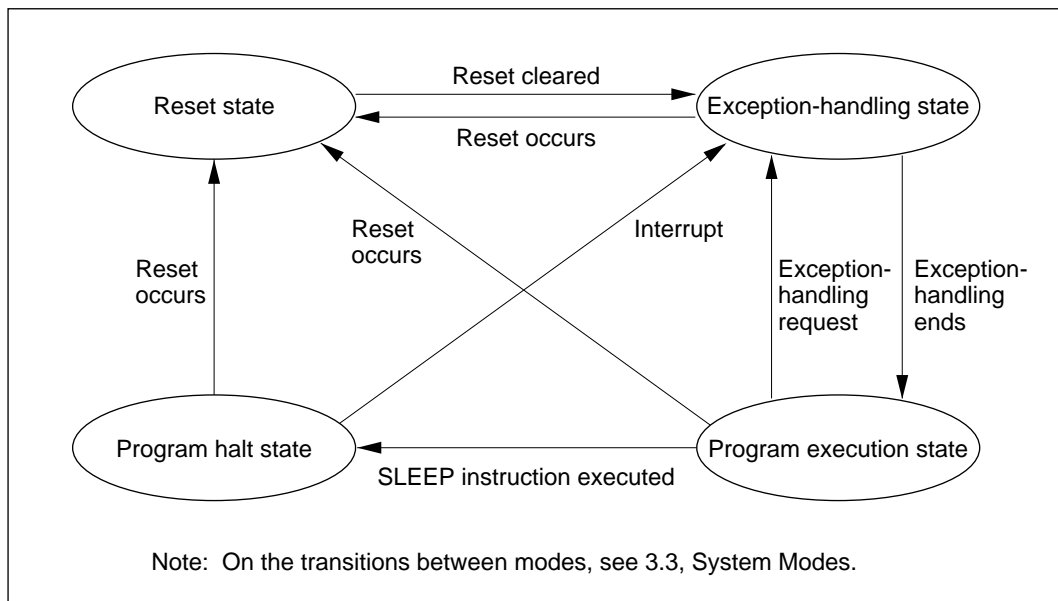 Reset cleared
Reset state
Exception-handling state
Reset occurs
Reset
occurs
Interrupt
Reset
occurs
Exception-
handling
request
Exception-
handling
ends
Program halt state
Program execution state
SLEEP instruction executed
Note: On the transitions between modes, see 3.3, System Modes.